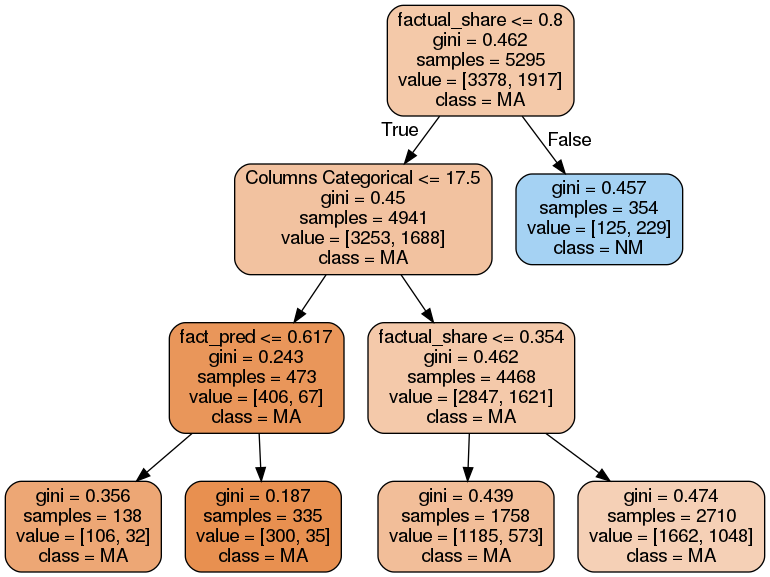 factual_share <= 0.8
gini = 0.462
samples = 5295
value = [3378, 1917]
class = MA
True
False
Columns Categorical <= 17.5
gini = 0.45
samples = 4941
value = [3253, 1688]
class = MA
gini = 0.457
samples = 354
value = [125, 229]
class = NM
fact_pred <= 0.617
gini = 0.243
samples = 473
value = [406, 67]
class = MA
factual_share <= 0.354
gini = 0.462
samples = 4468
value = [2847, 1621]
class = MA
gini = 0.356
samples = 138
value = [106, 32]
class = MA
gini = 0.187
samples = 335
value = [300, 35]
class = MA
gini = 0.439
samples = 1758
value = [1185, 573]
class = MA
gini = 0.474
samples = 2710
value = [1662, 1048]
class = MA